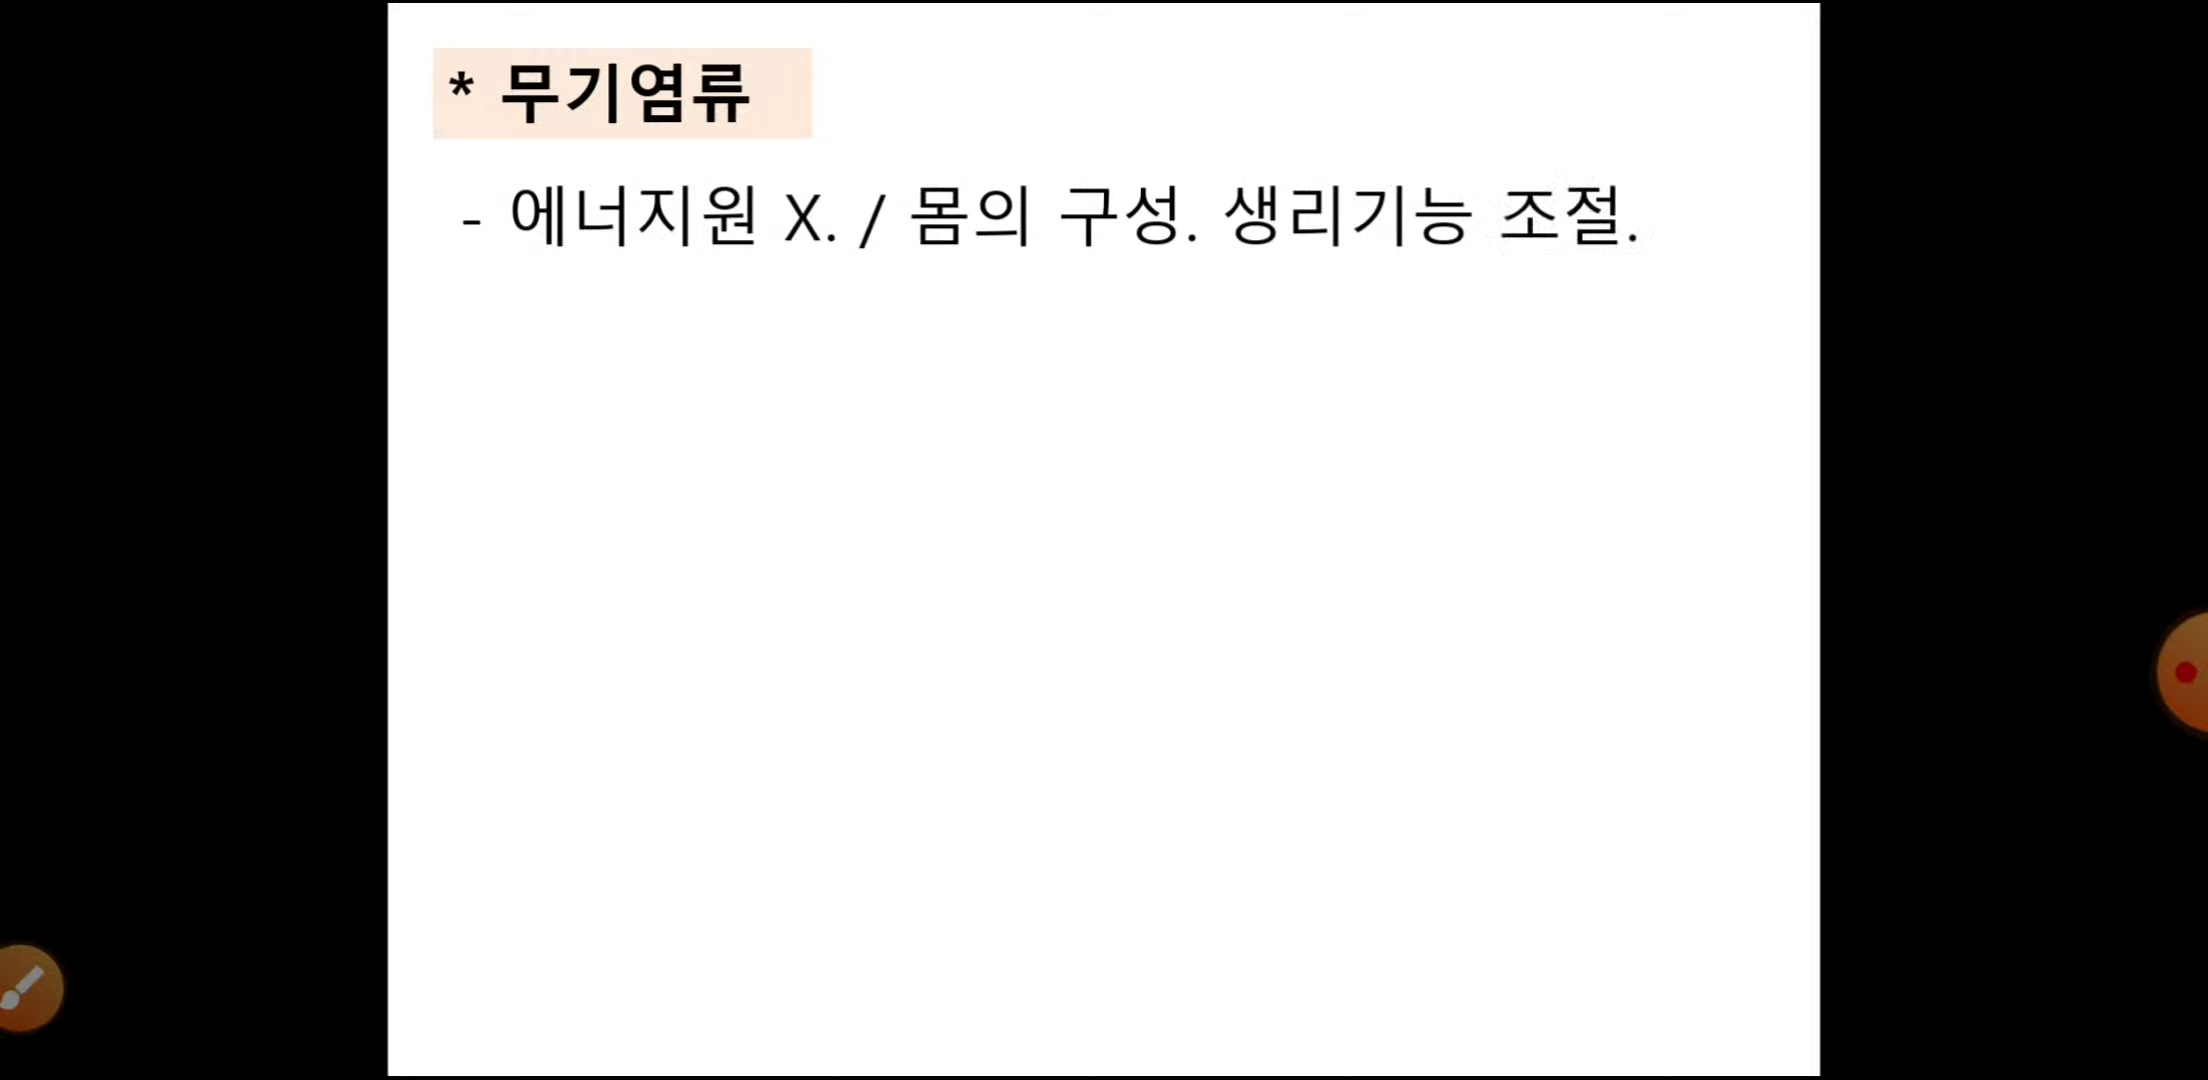 * 무기염류
- 에너지원 X. / 몸의 구성. 생리기능 조절.